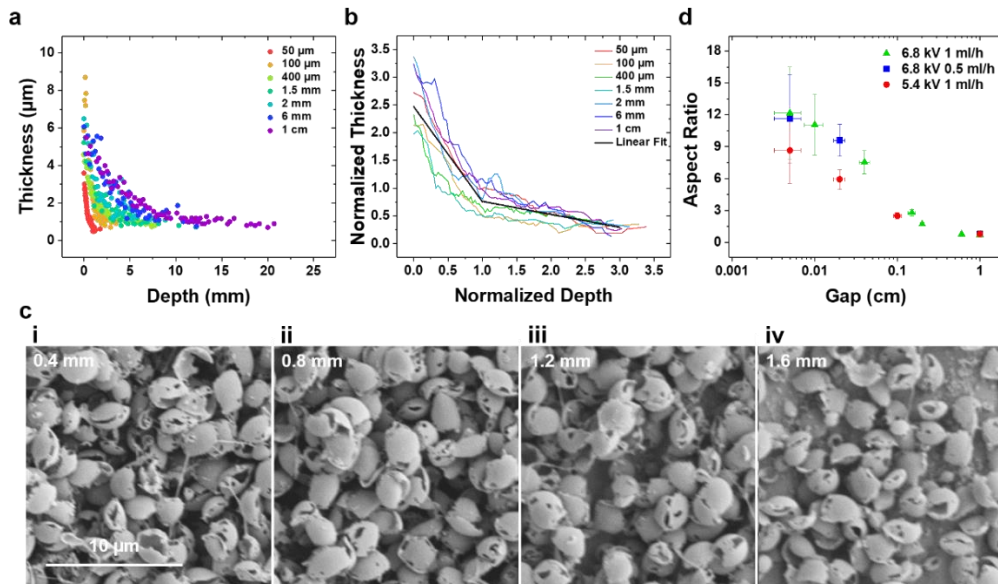 a
Thickness (µm)
10
8
6
4
2
0
0
5
10
15
20
25
Depth (mm)
50 µm
100 µm
400 µm
1.5 mm
2 mm
6 mm
1 cm
b
Normalized Thickness
3.5
3.0
2.5
2.0
1.5
1.0
0.5
0.0
0.0
0.5
1.0
1.5
2.0
2.5
3.0
3.5
Normalized Depth
50 µm
100 µm
400 µm
1.5 mm
2 mm
6 mm
1 cm
Linear Fit
d
Aspect Ratio
18
15
12
9
6
3
0
0.001
0.01
0.1
1
Gap (cm)
6.8 kV 1 ml/h
6.8 kV 0.5 ml/h
5.4 kV 1 ml/h
c
i
0.4 mm
10 µm
ii
0.8 mm
iii
1.2 mm
iv
1.6 mm